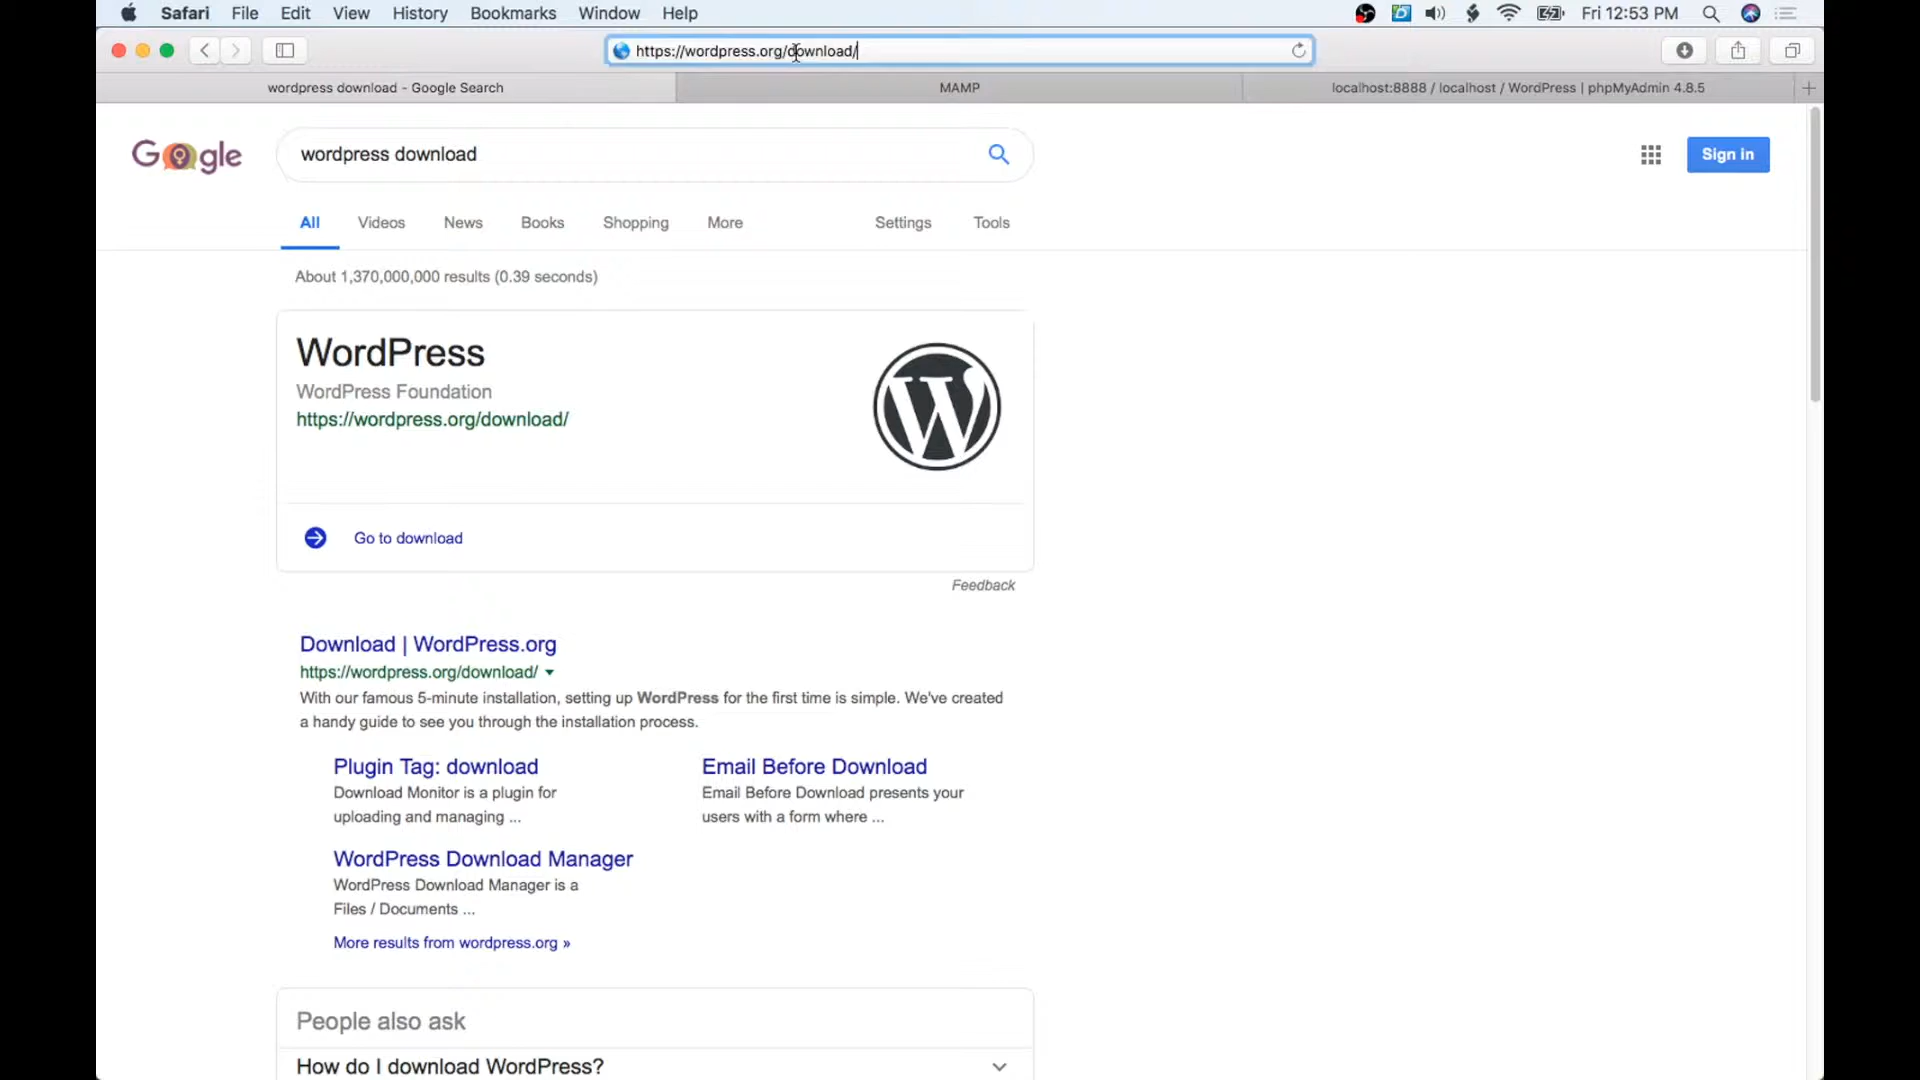 Safari File Edit View History Bookmarks Window Help Fri 12:53 PM
https://wordpress.org/download/
wordpress download - Google Search MAMP localhost:8888 / localhost / WordPress | phpMyAdmin 4.8.5
Google wordpress download Sign in
All Videos News Books Shopping More Settings Tools
About 1,370,000,000 results (0.39 seconds)
WordPress
WordPress Foundation
https://wordpress.org/download/
Go to download
Feedback
Download | WordPress.org
https://wordpress.org/download/
With our famous 5-minute installation, setting up WordPress for the first time is simple. We've created
a handy guide to see you through the installation process.
Plugin Tag: download
Download Monitor is a plugin for
uploading and managing ...
Email Before Download
Email Before Download presents your
users with a form where ...
WordPress Download Manager
WordPress Download Manager is a
Files / Documents ...
More results from wordpress.org »
People also ask
How do I download WordPress?